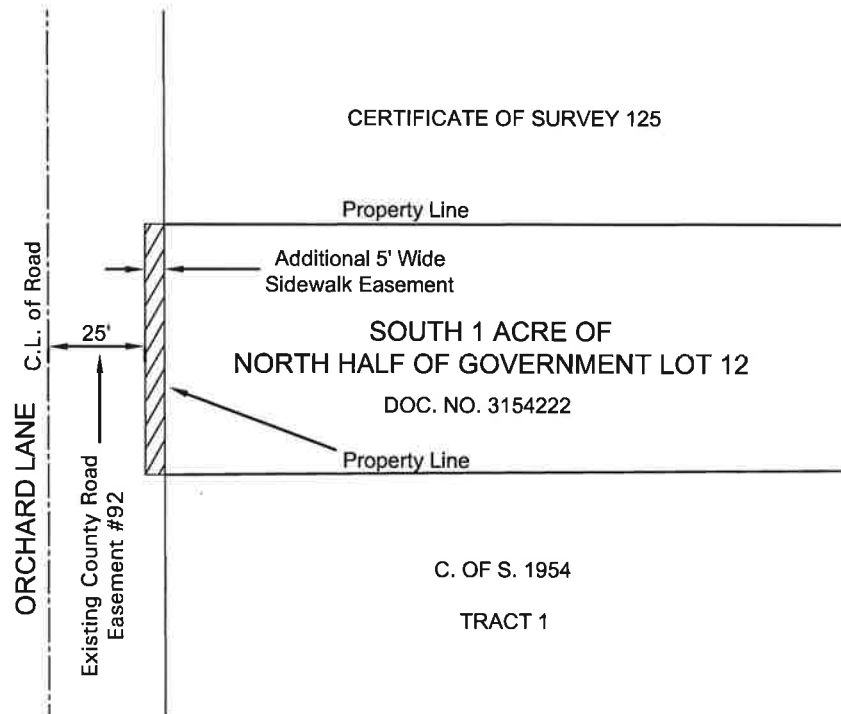 CERTIFICATE OF SURVEY 125
Property Line
Additional 5' Wide
Sidewalk Easement
C.L. of Road
25'
SOUTH 1 ACRE OF
NORTH HALF OF GOVERNMENT LOT 12
DOC. NO. 3154222
ORCHARD LANE
Existing County Road
Easement #92
Property Line
C. OF S. 1954
TRACT 1